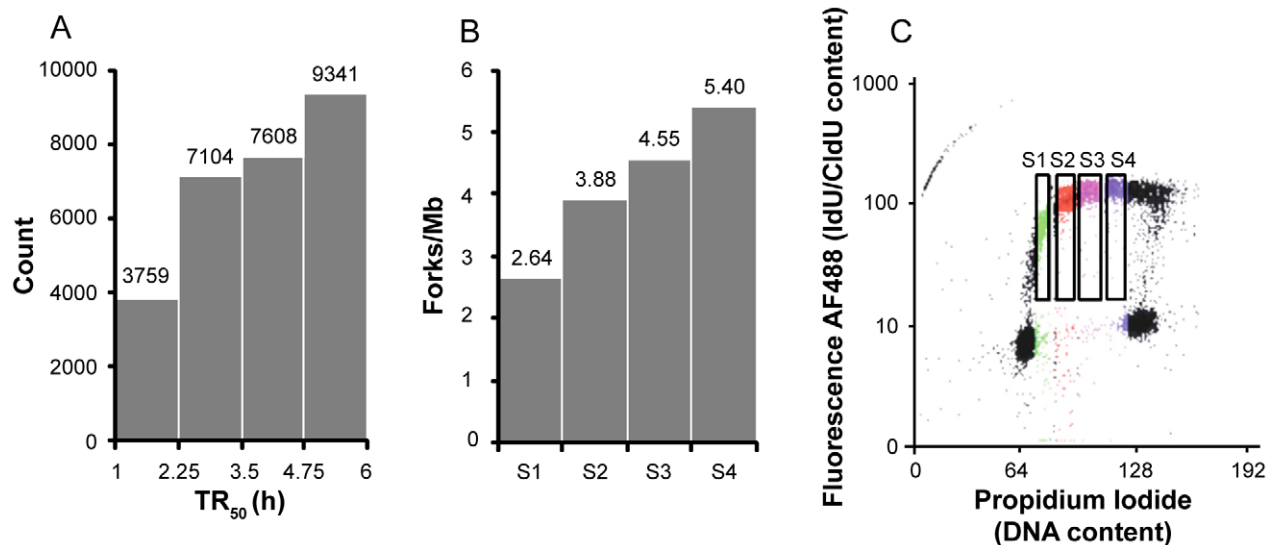 A
10000
8000
6000
4000
2000
0
Count
3759
7104
7608
9341
1 2.25 3.5 4.75 6
TR50 (h)
B
6
5
4
3
2
1
0
Forks/Mb
2.64
3.88
4.55
5.40
S1 S2 S3 S4
C
1000
100
10
0
Fluorescence AF488 (IdU/CldU content)
S1 S2 S3 S4
0 64 128 192
Propidium Iodide
(DNA content)